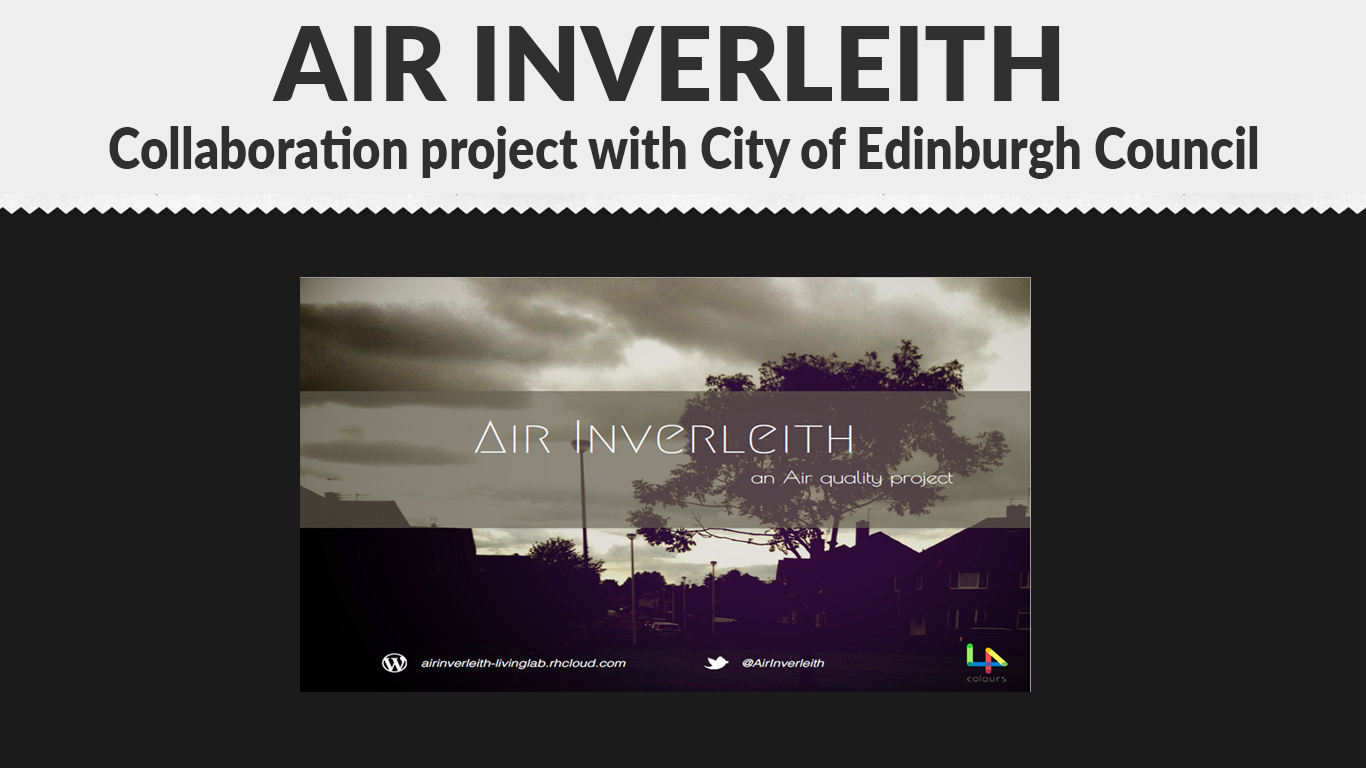 AIR INVERLEITH
Collaboration project with City of Edinburgh Council
AIR INVERLEITH
an Air quality project
airinverleith-livinglab.rhcloud.com
@AirInverleith
4
colours